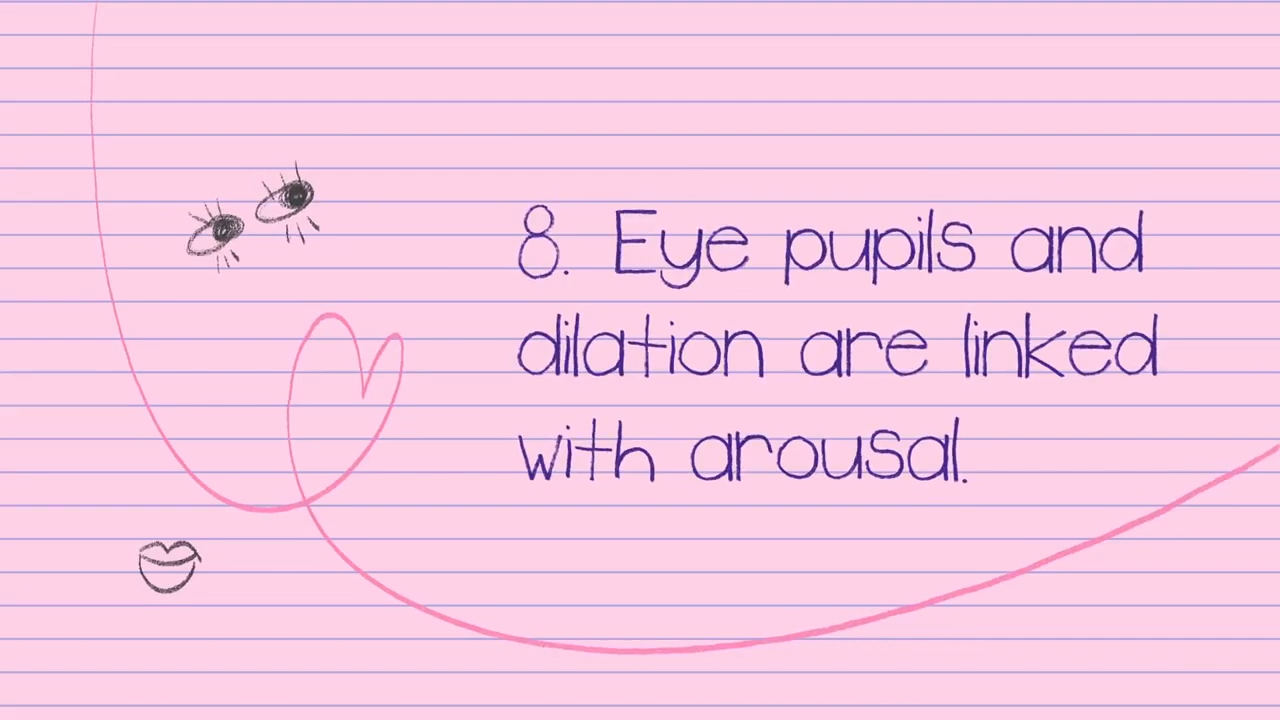 8. Eye pupils and
dilation are linked
with arousal.